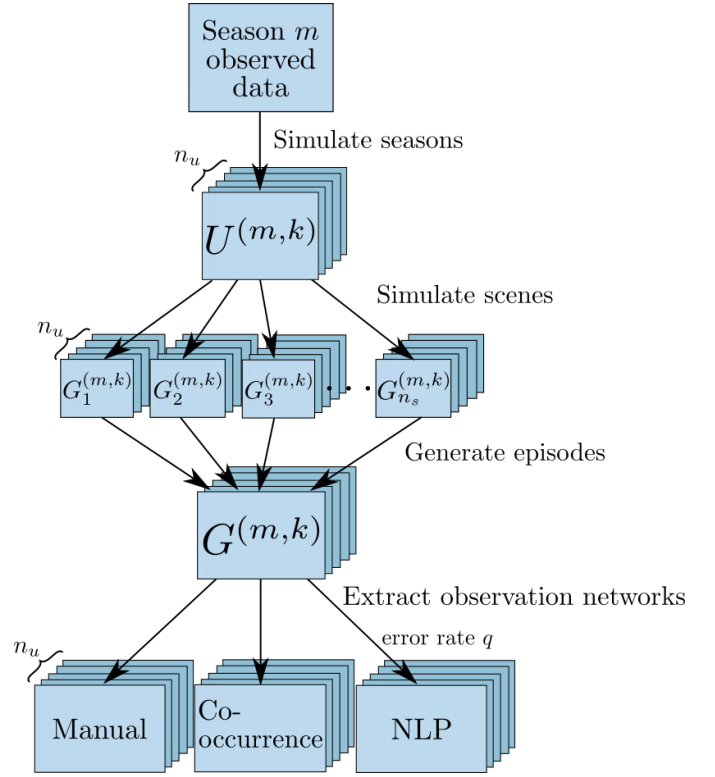 Season m
observed
data
Simulate seasons
n_u
U^{(m,k)}
Simulate scenes
n_u
G_1^{(m,k)} G_2^{(m,k)} G_3^{(m,k)} ... G_{n_s}^{(m,k)}
Generate episodes
G^{(m,k)}
Extract observation networks
error rate q
n_u
Manual
Co-
occurrence
NLP